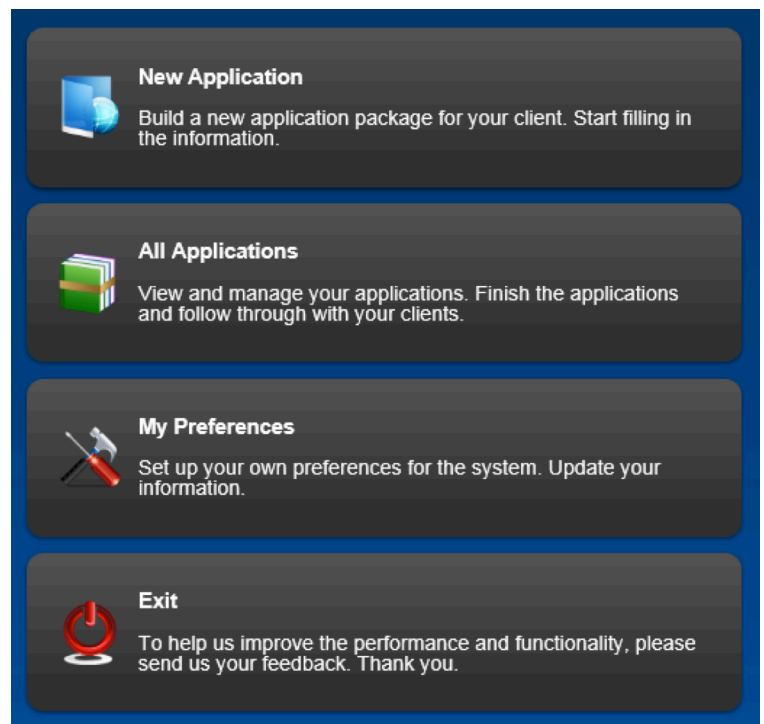 New Application
Build a new application package for your client. Start filling in
the information.
All Applications
View and manage your applications. Finish the applications
and follow through with your clients.
My Preferences
Set up your own preferences for the system. Update your
information.
Exit
To help us improve the performance and functionality, please
send us your feedback. Thank you.